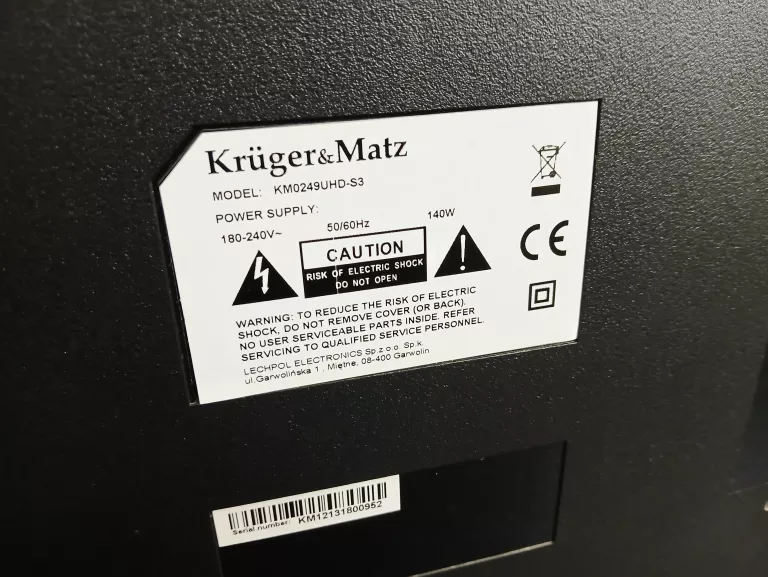 Krüger&Matz
MODEL: KM0249UHD-S3
POWER SUPPLY:
180-240V~ 50/60Hz 140W
CAUTION
RISK OF ELECTRIC SHOCK
DO NOT OPEN
CE
WARNING: TO REDUCE THE RISK OF ELECTRIC
SHOCK, DO NOT REMOVE COVER (OR BACK).
NO USER SERVICEABLE PARTS INSIDE. REFER
SERVICING TO QUALIFIED SERVICE PERSONNEL.
LECHPOL ELECTRONICS Sp.z o.o. Sp.k.
ul.Garwolińska 1 , Miętne, 08-400 Garwolin
Serial number: KM12131800952